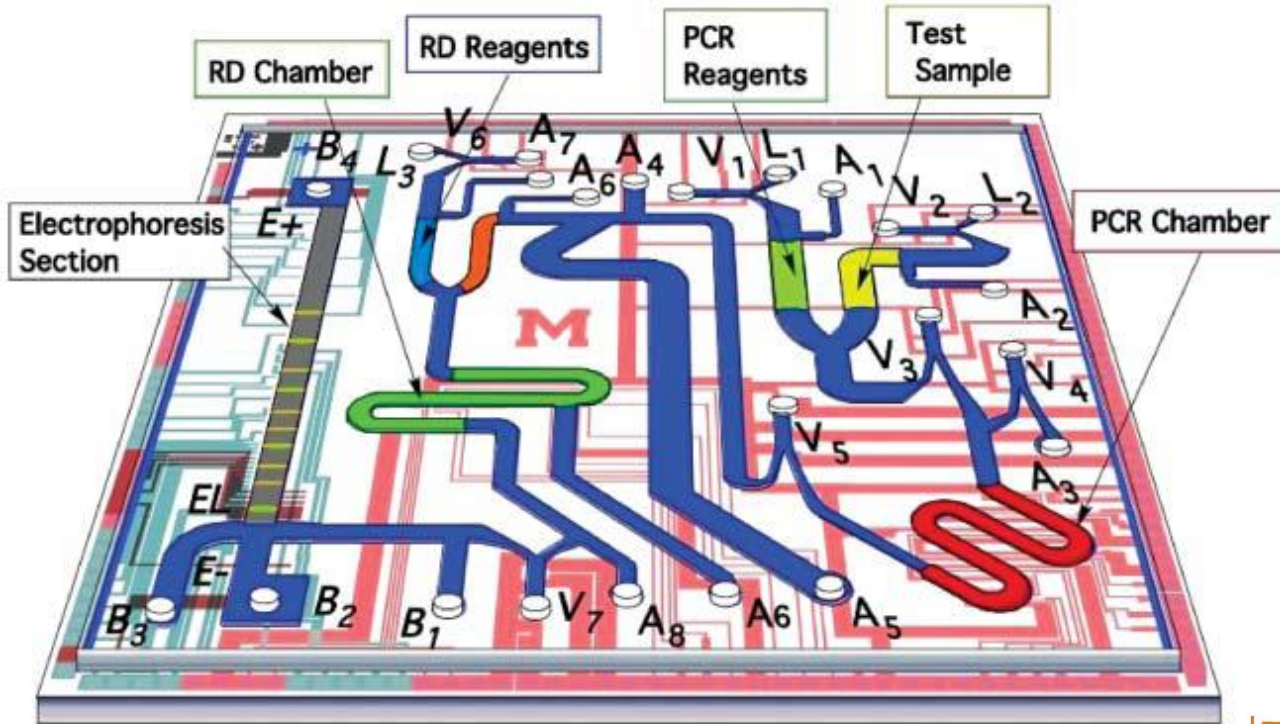 RD Reagents
PCR
Reagents
Test
Sample
RD Chamber
V6
A7
B4
L3
A6
A4
V1
L1
A1
V2
L2
PCR Chamber
Electrophoresis
Section
E+
M
A2
V3
V4
V5
A3
EL
E-
B3
B2
B1
V7
A8
A6
A5